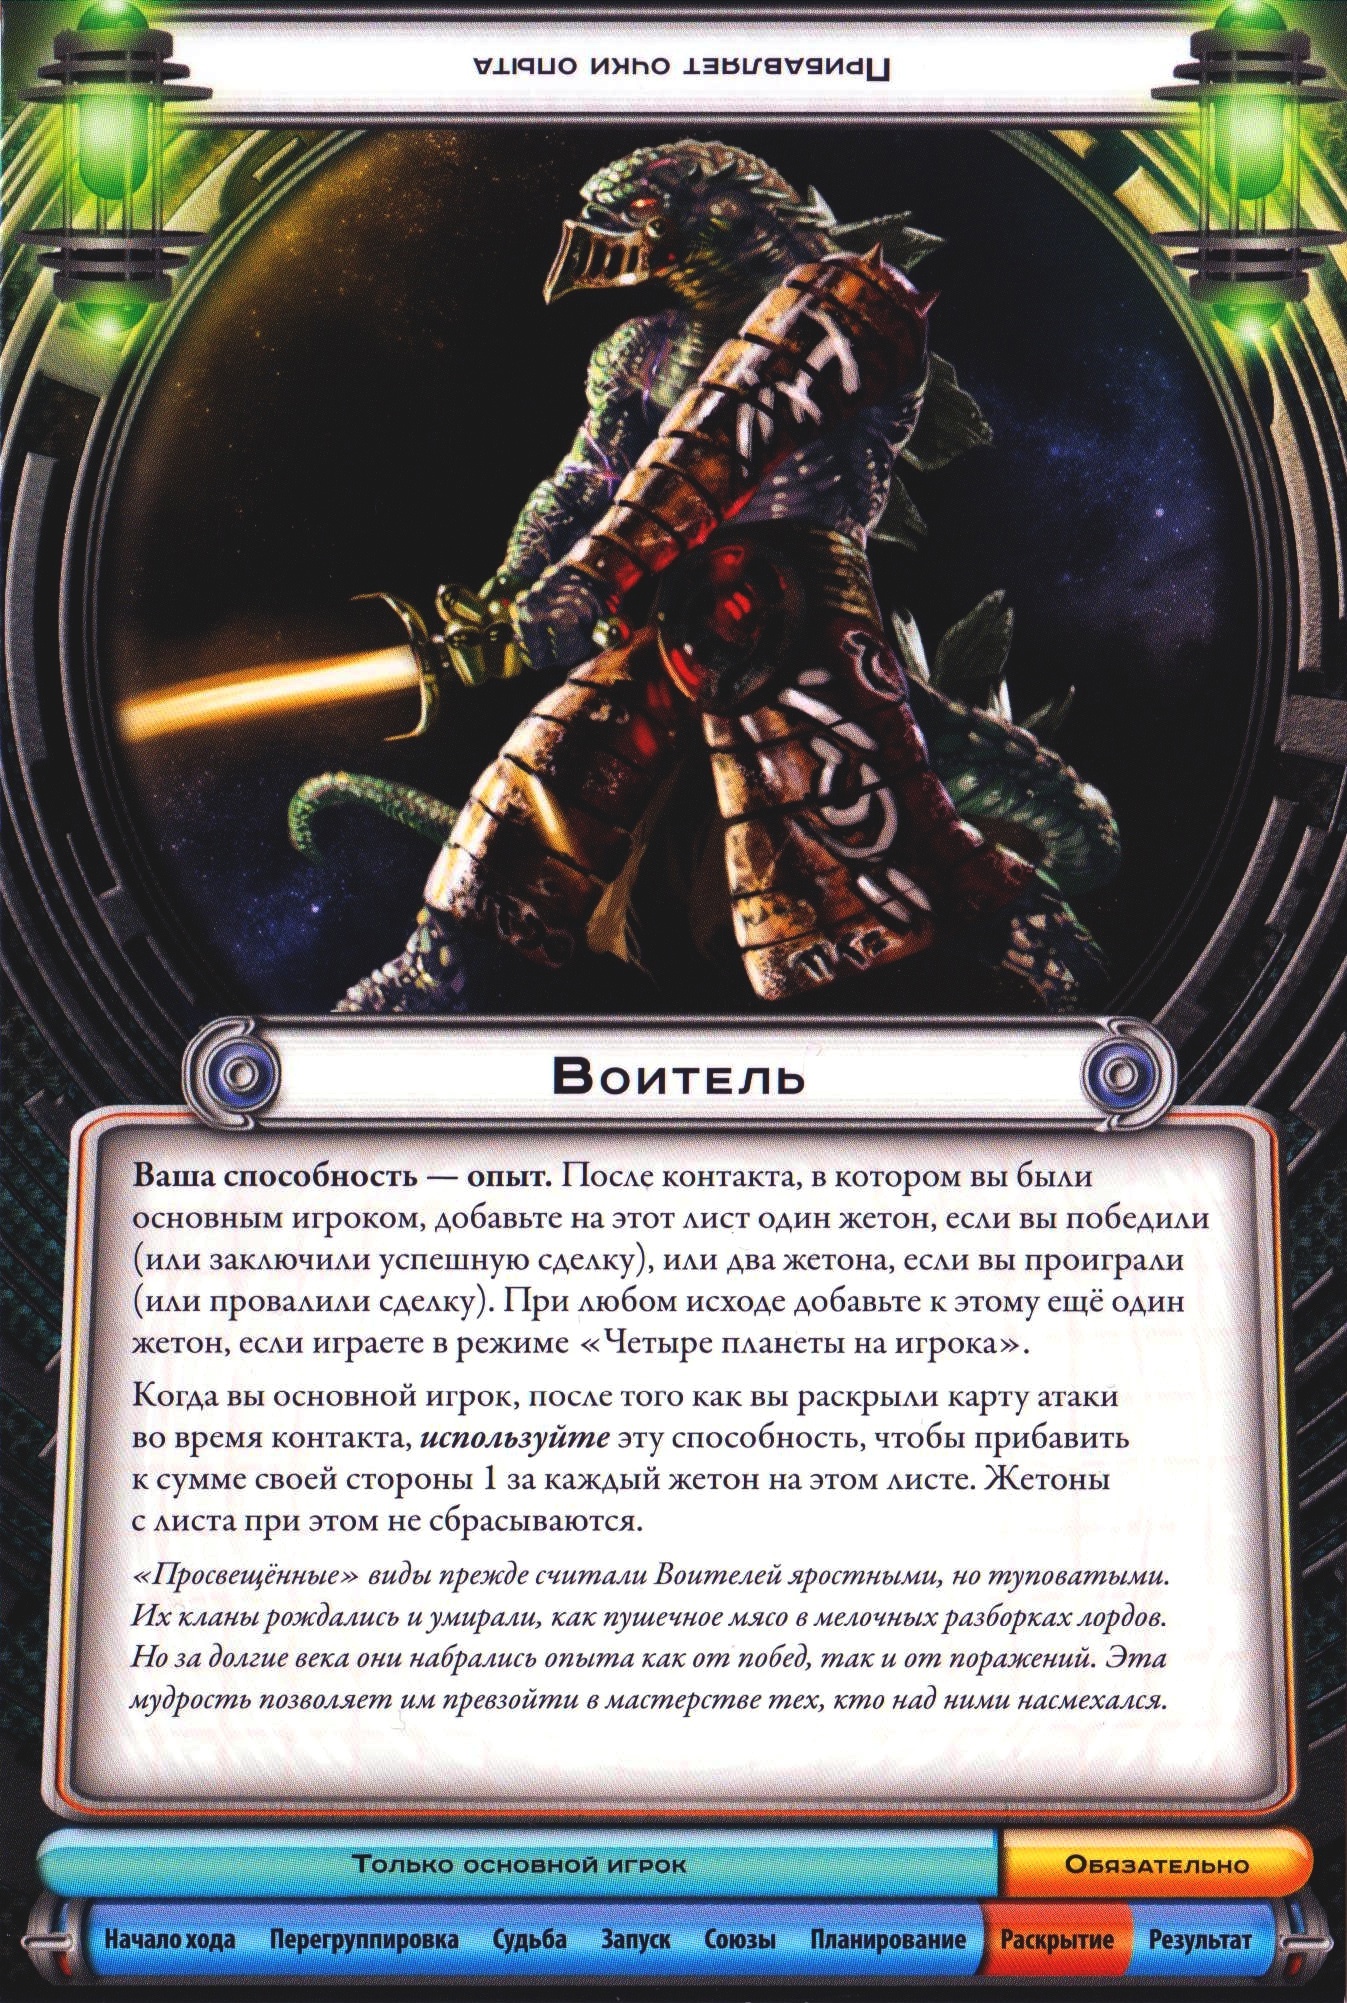 Прибавляет очки опыта
Воитель
Ваша способность — опыт. После контакта, в котором вы были
основным игроком, добавьте на этот лист один жетон, если вы победили
(или заключили успешную сделку), или два жетона, если вы проиграли
(или провалили сделку). При любом исходе добавьте к этому ещё один
жетон, если играете в режиме «Четыре планеты на игрока».
Когда вы основной игрок, после того как вы раскрыли карту атаки
во время контакта, используйте эту способность, чтобы прибавить
к сумме своей стороны 1 за каждый жетон на этом листе. Жетоны
с листа при этом не сбрасываются.
«Просвещённые» виды прежде считали Воителей яростными, но туповатыми.
Их кланы рождались и умирали, как пушечное мясо в мелочных разборках лордов.
Но за долгие века они набрались опыта как от побед, так и от поражений. Эта
мудрость позволяет им превзойти в мастерстве тех, кто над ними насмехался.
Только основной игрок Обязательно
Начало хода Перегруппировка Судьба Запуск Союзы Планирование Раскрытие Результат